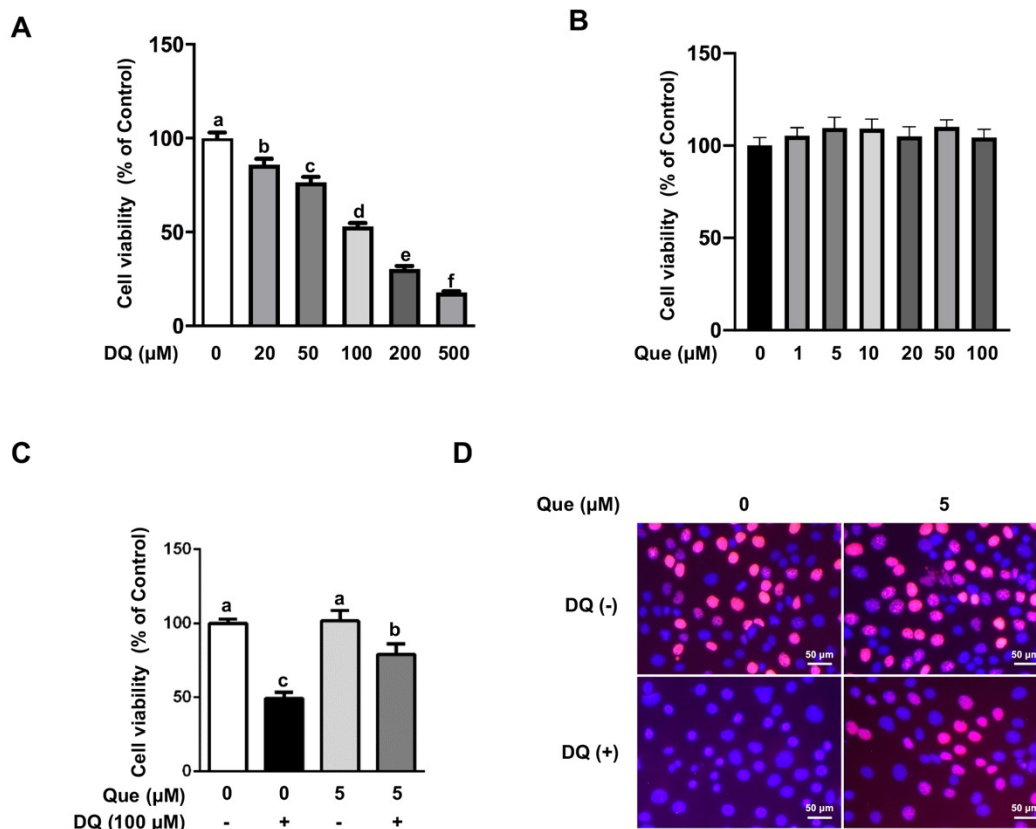 A
Cell viability (% of Control)
150
100
50
0
a
b
c
d
e
f
DQ (μM) 0 20 50 100 200 500
B
Cell viability (% of Control)
150
100
50
0
Que (μM) 0 1 5 10 20 50 100
C
Cell viability (% of Control)
150
100
50
0
a
c
a
b
Que (μM) 0 0 5 5
DQ (100 μM) - + - +
D
Que (μM) 0 5
DQ (-)
50 μm
50 μm
DQ (+)
50 μm
50 μm